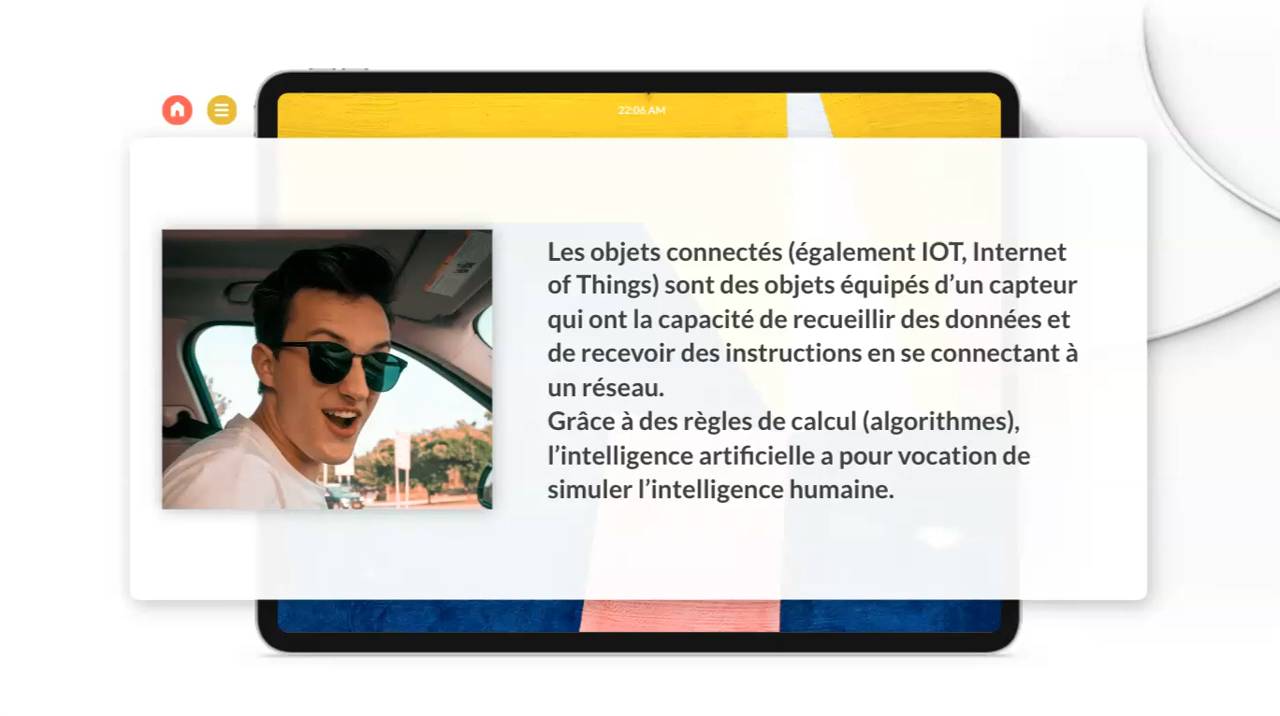 22:06 AM
Les objets connectés (également IOT, Internet
of Things) sont des objets équipés d’un capteur
qui ont la capacité de recueillir des données et
de recevoir des instructions en se connectant à
un réseau.
Grâce à des règles de calcul (algorithmes),
l’intelligence artificielle a pour vocation de
simuler l’intelligence humaine.